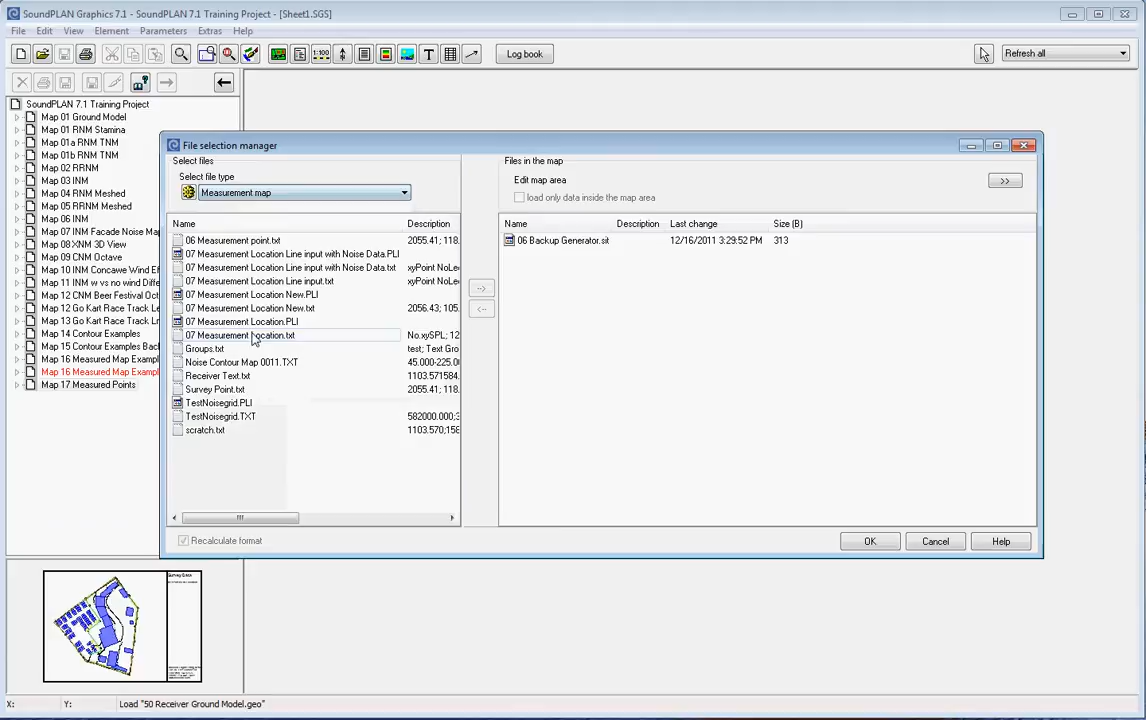 SoundPLAN Graphics 7.1 - SoundPLAN 7.1 Training Project - [Sheet1.SGS]
File Edit View Element Parameters Extras Help
1:100 T Log book Refresh all
SoundPLAN 7.1 Training Project
Map 01 Ground Model
Map 01 RNM Stamina
Map 01a RNM TNM
Map 01b RNM TNM
Map 02 RRNM
Map 03 INM
Map 04 RNM Meshed
Map 05 RRNM Meshed
Map 06 INM
Map 07 INM Facade Noise Ma
Map 08 XNM 3D View
Map 09 CNM Octave
Map 10 INM Concawe Wind Ef
Map 11 INM w vs no wind Diffe
Map 12 CNM Beer Festival Oct
Map 12 Go Kart Race Track Le
Map 13 Go Kart Race Track Lr
Map 14 Contour Examples
Map 15 Contour Examples Back
Map 16 Measured Map Exampl
Map 16 Measured Map Exampl
Map 17 Measured Points
File selection manager
Select files
Select file type
Measurement map
Name Description
06 Measurement point.txt 2055.41; 118.
07 Measurement Location Line input with Noise Data.PLI
07 Measurement Location Line input with Noise Data.txt xyPoint NoLe
07 Measurement Location Line input.txt xyPoint NoLe
07 Measurement Location New.PLI
07 Measurement Location New.txt 2056.43; 105.
07 Measurement Location.PLI
07 Measurement Location.txt No.xySPL; 12
Groups.txt test; Text Gro
Noise Contour Map 0011.TXT 45.000-225.00
Receiver Text.txt 1103.571584.
Survey Point.txt 2055.41; 118.
TestNoisegrid.PLI
TestNoisegrid.TXT 582000.000;3
scratch.txt 1103.570;158
Recalculate format
-->
<--
Files in the map
Edit map area >>
load only data inside the map area
Name Description Last change Size (B)
06 Backup Generator.sit 12/16/2011 3:29:52 PM 313
OK Cancel Help
Survey Data
X: Y: Load "50 Receiver Ground Model.geo"